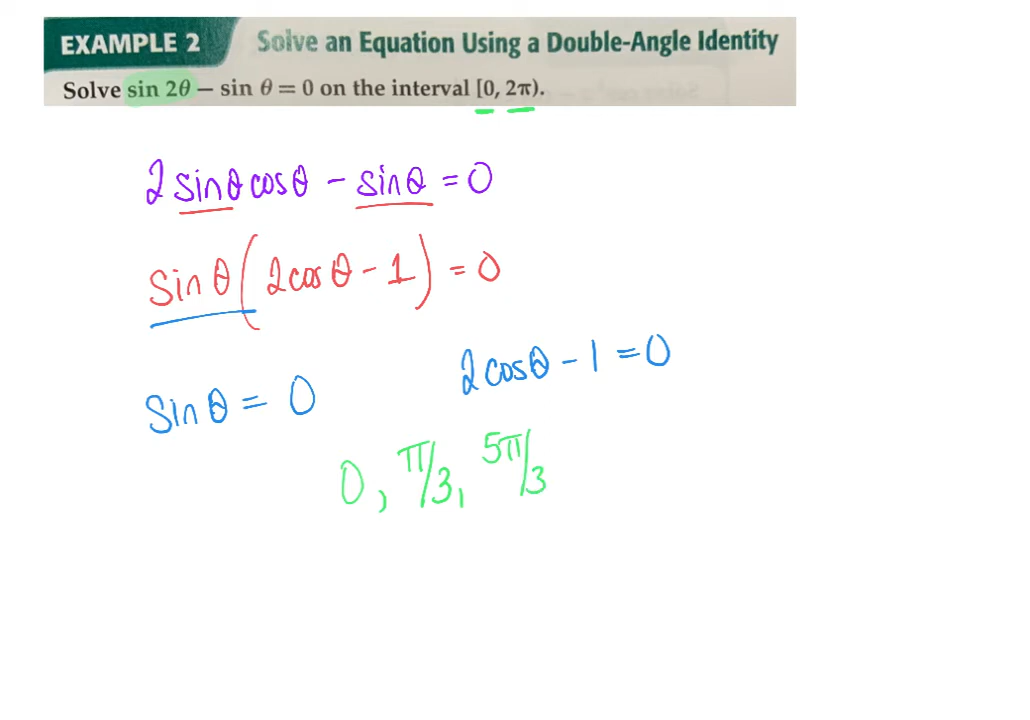 EXAMPLE 2 Solve an Equation Using a Double-Angle Identity
Solve sin 2θ – sin θ = 0 on the interval [0, 2π).
2 sinθ cosθ - sinθ = 0
sinθ(2cosθ - 1) = 0
2cosθ - 1 = 0
sinθ = 0
0, π/3, 5π/3